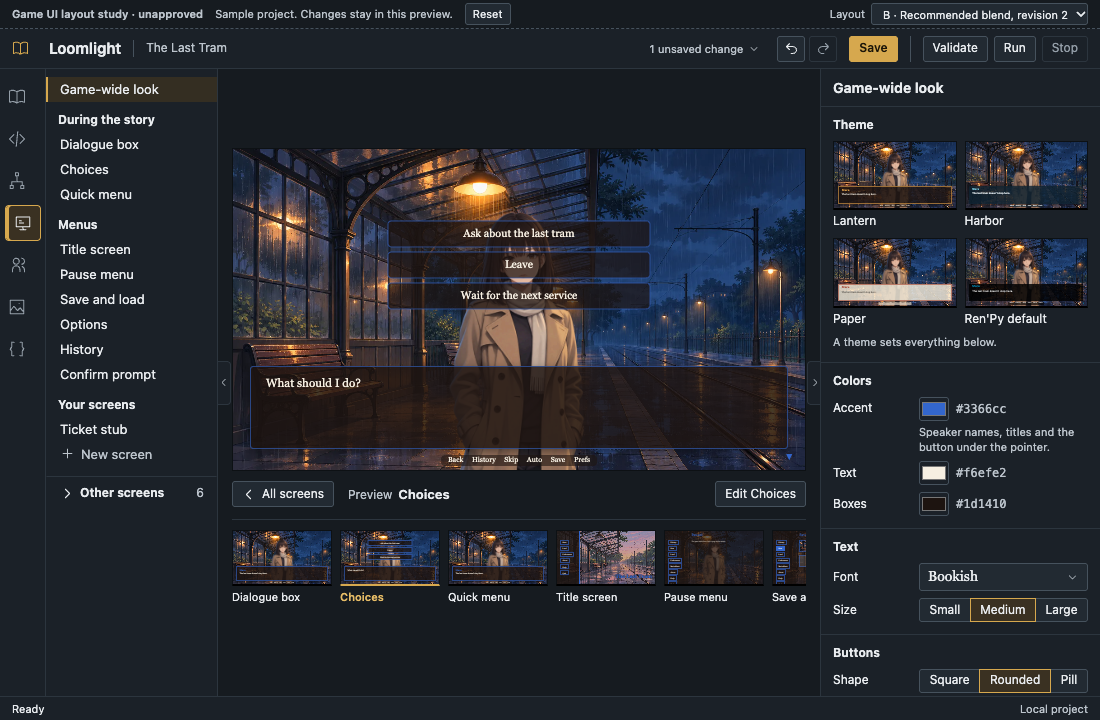 Game UI layout study · unapproved Sample project. Changes stay in this preview. Reset Layout B · Recommended blend, revision 2
Loomlight The Last Tram 1 unsaved change Save Validate Run Stop
Game-wide look
During the story
Dialogue box
Choices
Quick menu
Menus
Title screen
Pause menu
Save and load
Options
History
Confirm prompt
Your screens
Ticket stub
New screen
Other screens 6
Ask about the last tram
Leave
Wait for the next service
What should I do?
Back History Skip Auto Save Prefs
All screens Preview Choices Edit Choices
Dialogue box Choices Quick menu Title screen Pause menu Save a
Game-wide look
Theme
Lantern Harbor
Paper Ren'Py default
A theme sets everything below.
Colors
Accent #3366cc
Speaker names, titles and the
button under the pointer.
Text #f6efe2
Boxes #1d1410
Text
Font Bookish
Size Small Medium Large
Buttons
Shape Square Rounded Pill
Ready Local project